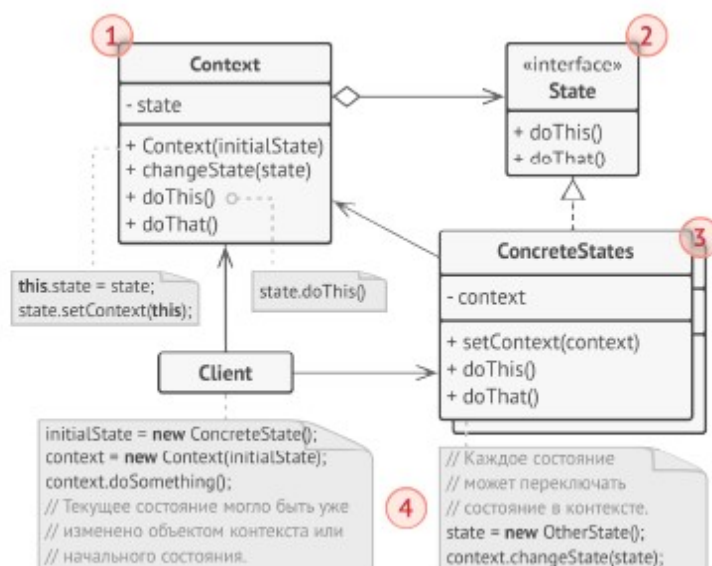 1
Context
- state
+ Context(initialState)
+ changeState(state)
+ doThis()
+ doThat()
2
«interface»
State
+ doThis()
+ doThat()
3
ConcreteStates
- context
+ setContext(context)
+ doThis()
+ doThat()
this.state = state;
state.setContext(this);
state.doThis()
Client
initialState = new ConcreteState();
context = new Context(initialState);
context.doSomething();
// Текущее состояние могло быть уже
// изменено объектом контекста или
// начального состояния.
4
// Каждое состояние
// может переключать
// состояние в контексте.
state = new OtherState();
context.changeState(state);